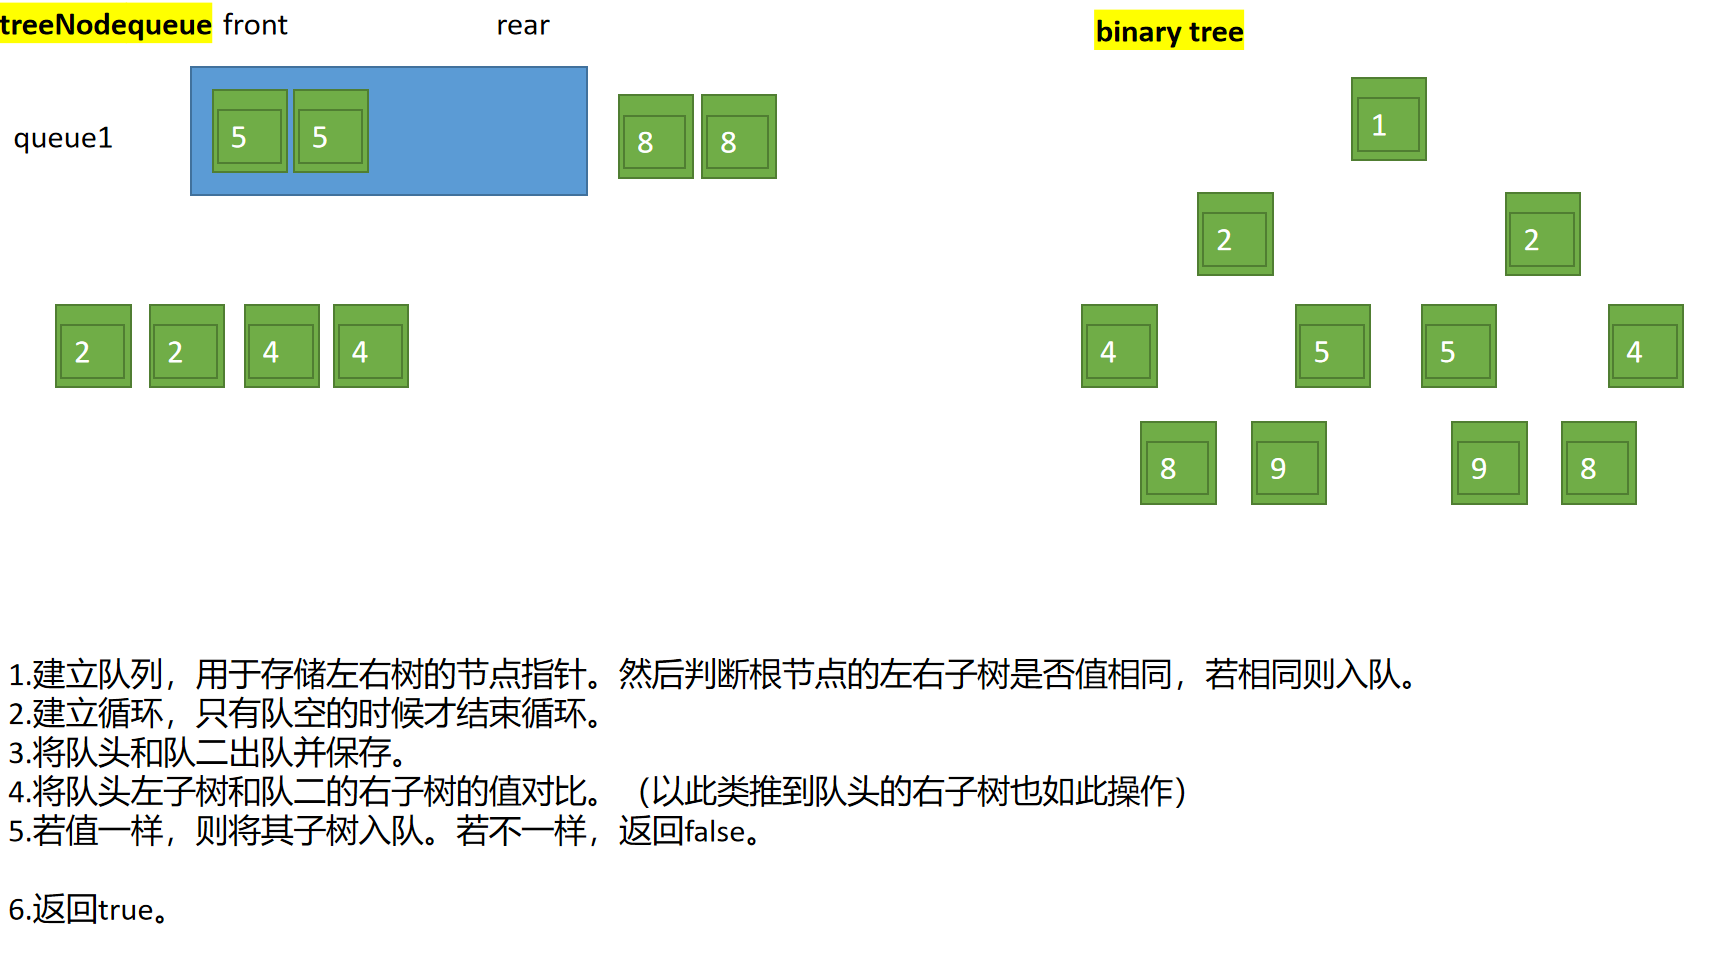 treeNodequeue front rear
binary tree
queue1
5 5 8 8
2 2 4 4
1
2 2
4 5 5 4
8 9 9 8
1.建立队列，用于存储左右树的节点指针。然后判断根节点的左右子树是否值相同，若相同则入队。
2.建立循环，只有队空的时候才结束循环。
3.将队头和队二出队并保存。
4.将队头左子树和队二的右子树的值对比。（以此类推到队头的右子树也如此操作）
5.若值一样，则将其子树入队。若不一样，返回false。
6.返回true。